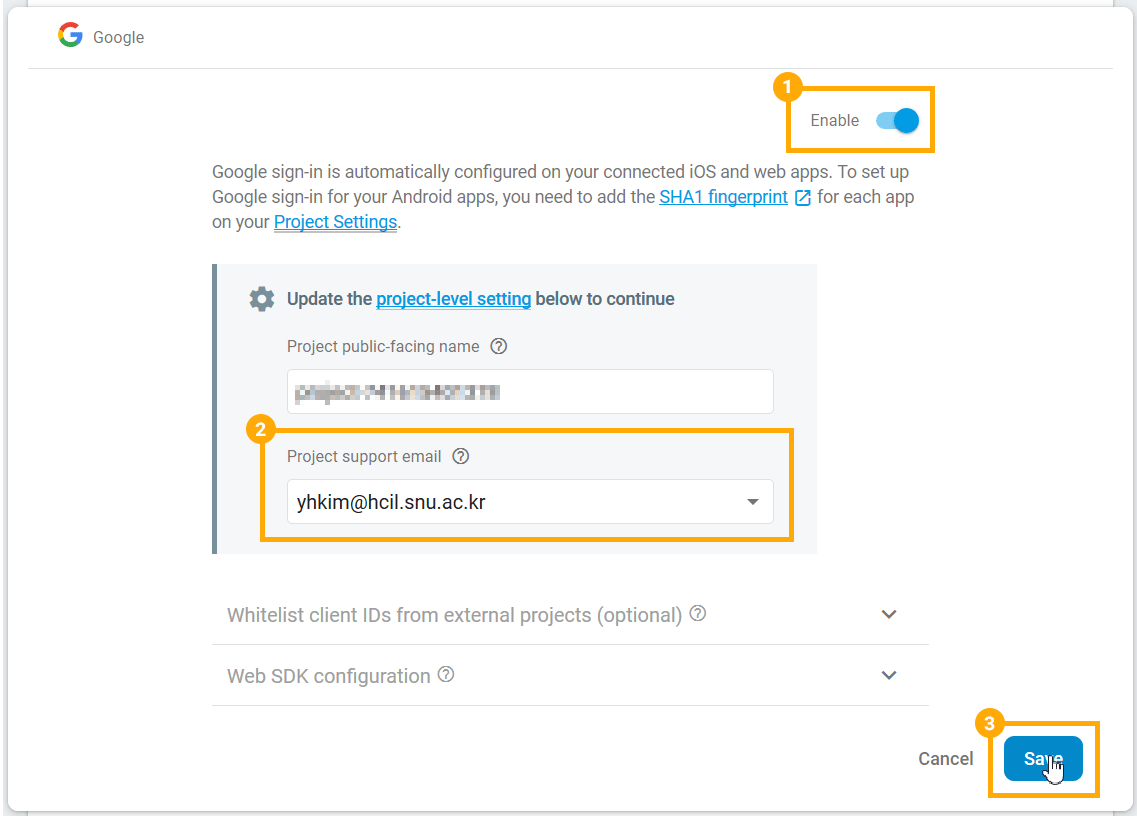 Google
1
Enable
Google sign-in is automatically configured on your connected iOS and web apps. To set up
Google sign-in for your Android apps, you need to add the SHA1 fingerprint for each app
on your Project Settings.
Update the project-level setting below to continue
Project public-facing name
2
Project support email
yhkim@hcil.snu.ac.kr
Whitelist client IDs from external projects (optional)
Web SDK configuration
3
Cancel
Save